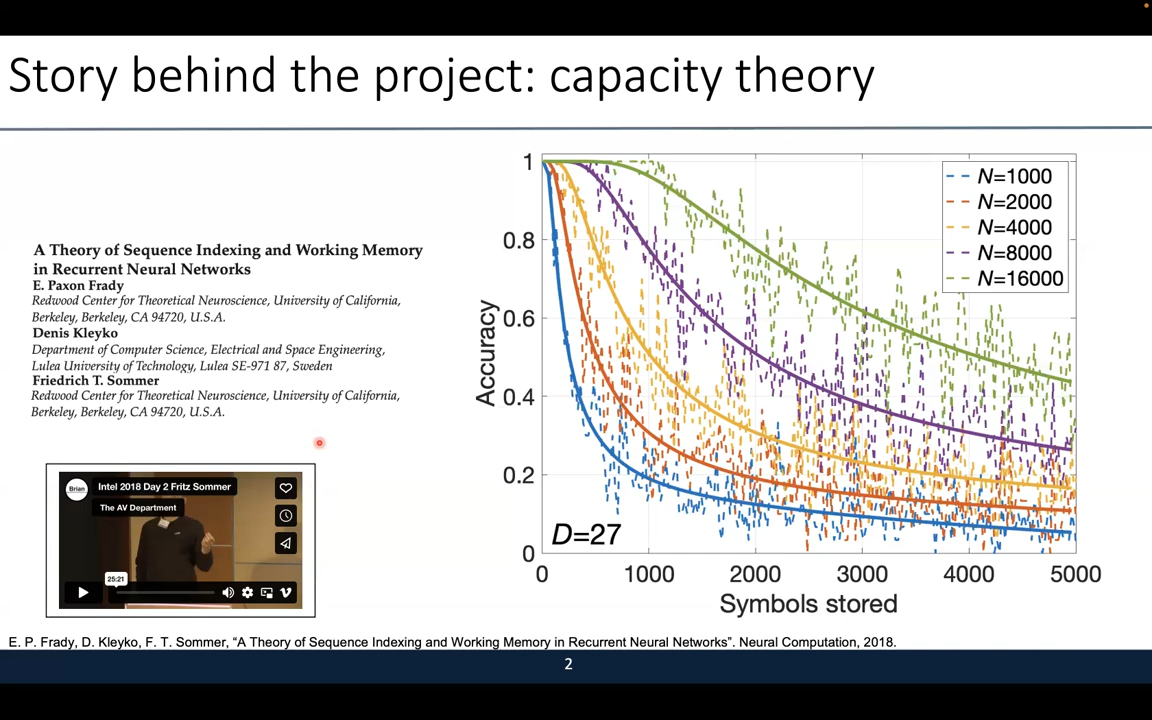 Story behind the project: capacity theory
A Theory of Sequence Indexing and Working Memory
in Recurrent Neural Networks
E. Paxon Frady
Redwood Center for Theoretical Neuroscience, University of California,
Berkeley, Berkeley, CA 94720, U.S.A.
Denis Kleyko
Department of Computer Science, Electrical and Space Engineering,
Lulea University of Technology, Lulea SE-971 87, Sweden
Friedrich T. Sommer
Redwood Center for Theoretical Neuroscience, University of California,
Berkeley, Berkeley, CA 94720, U.S.A.
Brian
Intel 2018 Day 2 Fritz Sommer
The AV Department
25:21
Accuracy
1
0.8
0.6
0.4
0.2
0
N=1000
N=2000
N=4000
N=8000
N=16000
D=27
0 1000 2000 3000 4000 5000
Symbols stored
E. P. Frady, D. Kleyko, F. T. Sommer, “A Theory of Sequence Indexing and Working Memory in Recurrent Neural Networks”. Neural Computation, 2018.
2